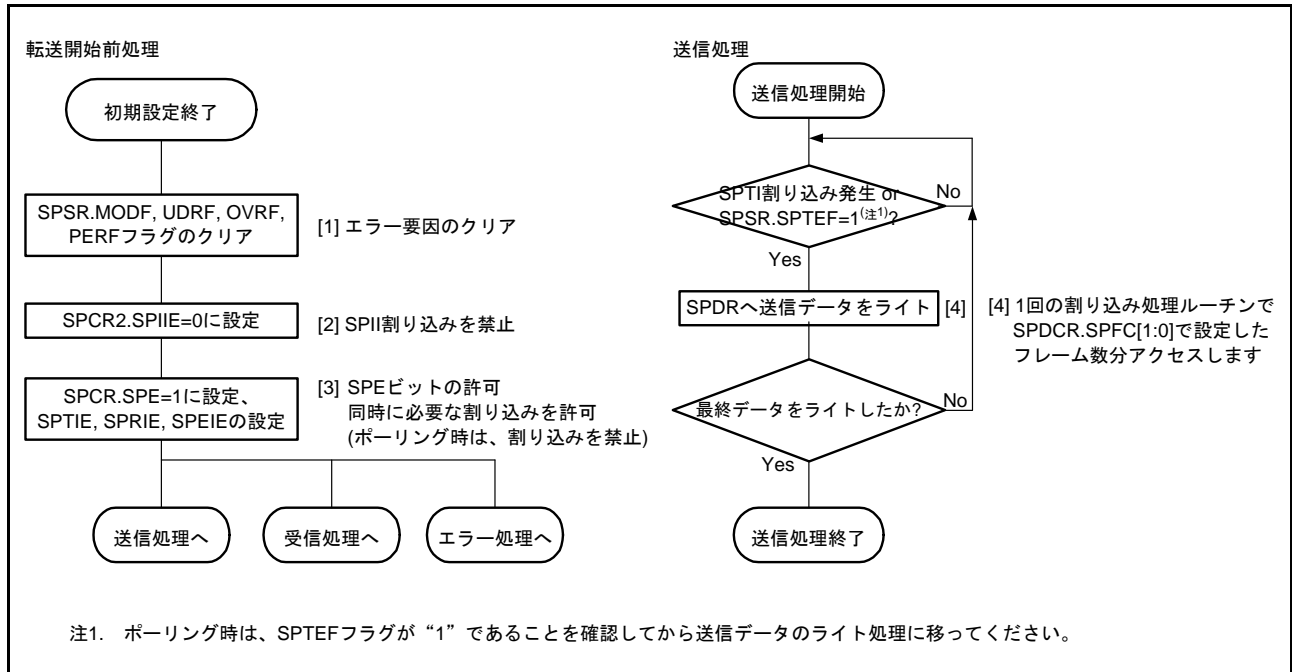 転送開始前処理
初期設定終了
SPSR.MODF, UDRF, OVRF,
PERFフラグのクリア
[1] エラー要因のクリア
SPCR2.SPIIE=0に設定
[2] SPII割り込みを禁止
SPCR.SPE=1に設定、
SPTIE, SPRIE, SPEIEの設定
[3] SPEビットの許可
同時に必要な割り込みを許可
(ポーリング時は、割り込みを禁止)
送信処理へ
受信処理へ
エラー処理へ
送信処理
送信処理開始
SPTI割り込み発生 or
SPSR.SPTEF=1(注1)?
No
Yes
SPDRへ送信データをライト
[4]
[4] 1回の割り込み処理ルーチンで
SPDCR.SPFC[1:0]で設定した
フレーム数分アクセスします
最終データをライトしたか?
No
Yes
送信処理終了
注1. ポーリング時は、SPTEFフラグが“1”であることを確認してから送信データのライト処理に移ってください。